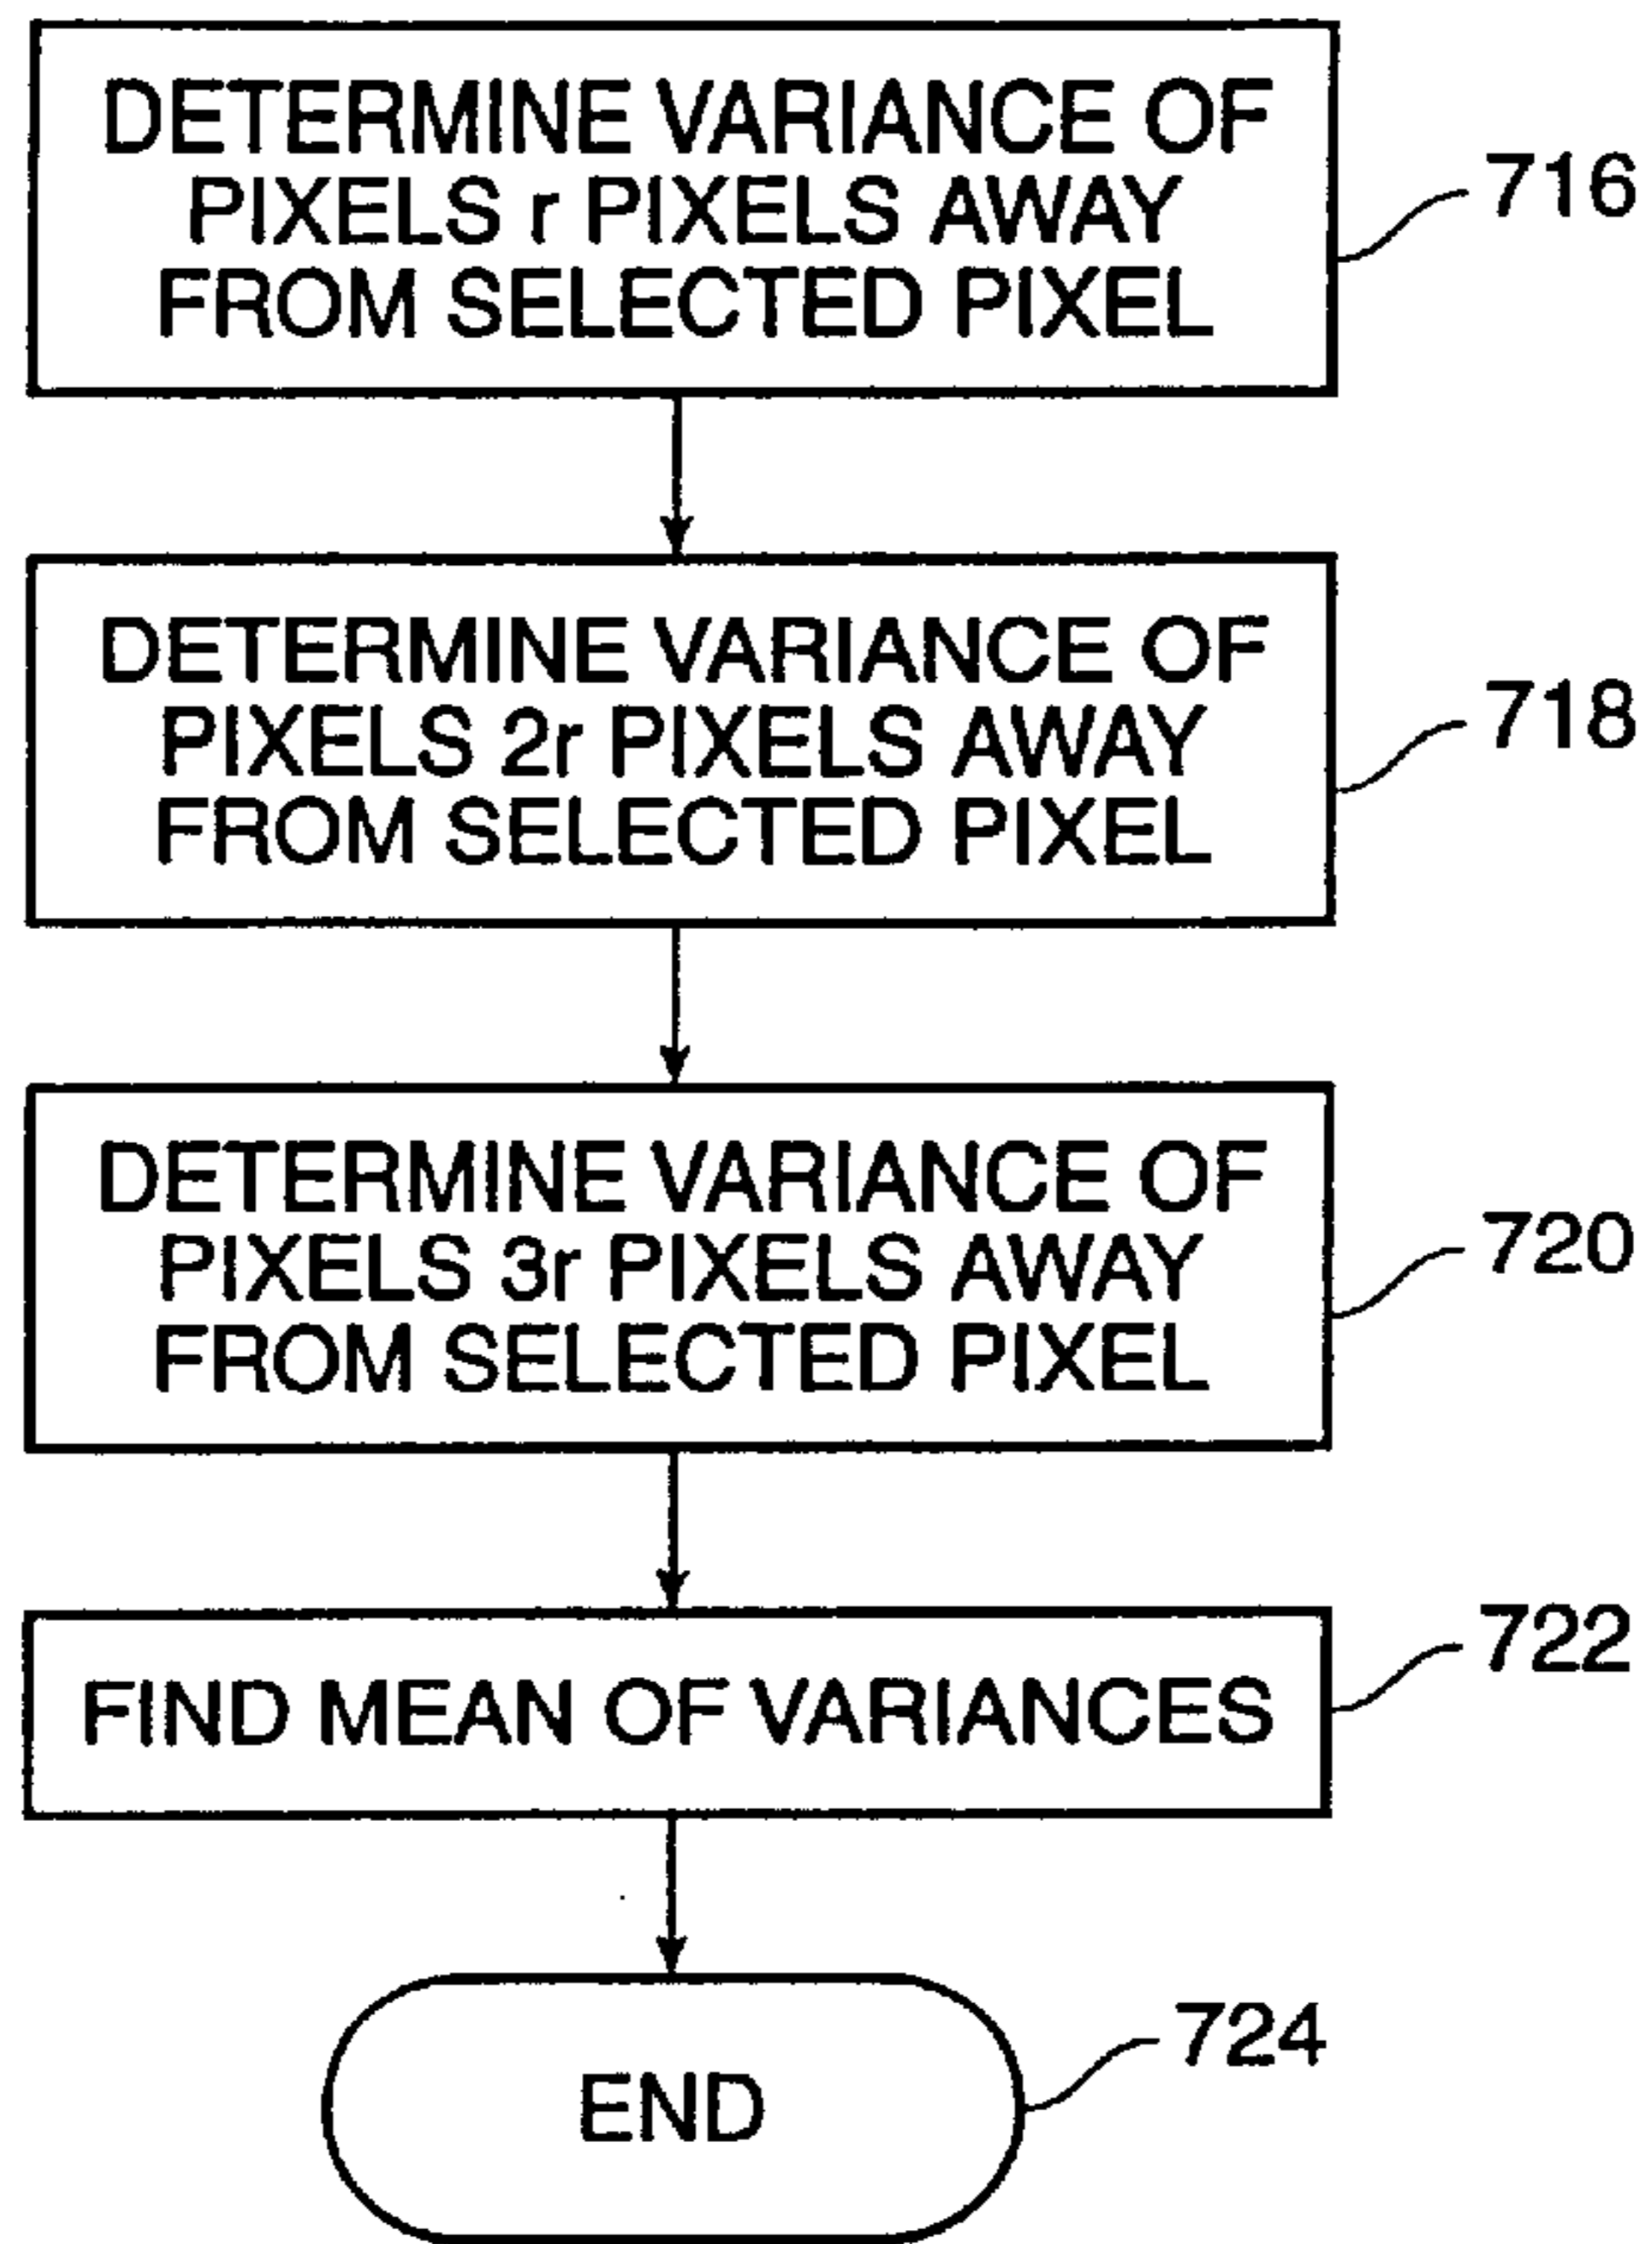 DETERMINE VARIANCE OF
PIXELS r PIXELS AWAY
FROM SELECTED PIXEL
716
DETERMINE VARIANCE OF
PIXELS 2r PIXELS AWAY
FROM SELECTED PIXEL
718
DETERMINE VARIANCE OF
PIXELS 3r PIXELS AWAY
FROM SELECTED PIXEL
720
FIND MEAN OF VARIANCES
722
END
724